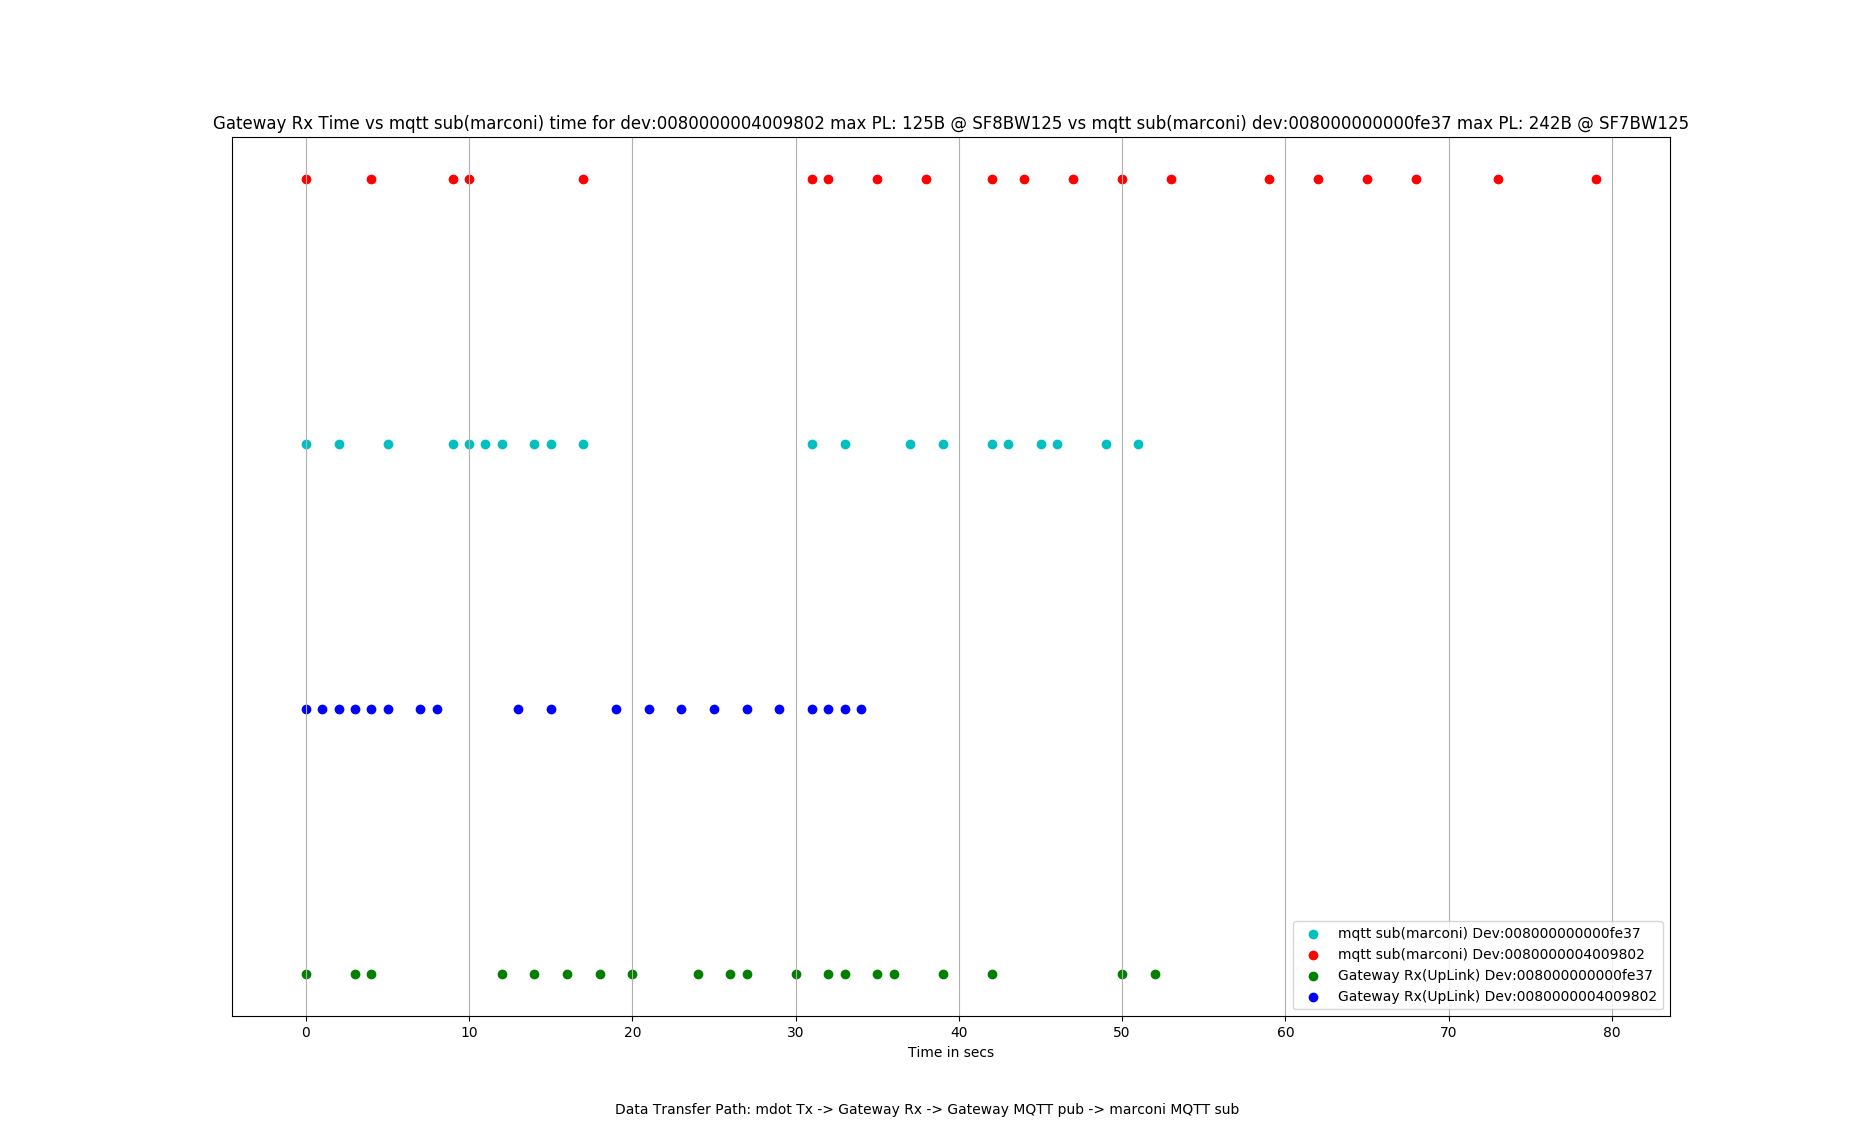 Gateway Rx Time vs mqtt sub(marconi) time for dev:0080000004009802 max PL: 125B @ SF8BW125 vs mqtt sub(marconi) dev:008000000000fe37 max PL: 242B @ SF7BW125
mqtt sub(marconi) Dev:008000000000fe37
mqtt sub(marconi) Dev:0080000004009802
Gateway Rx(UpLink) Dev:008000000000fe37
Gateway Rx(UpLink) Dev:0080000004009802
0 10 20 30 40 50 60 70 80
Time in secs
Data Transfer Path: mdot Tx -> Gateway Rx -> Gateway MQTT pub -> marconi MQTT sub